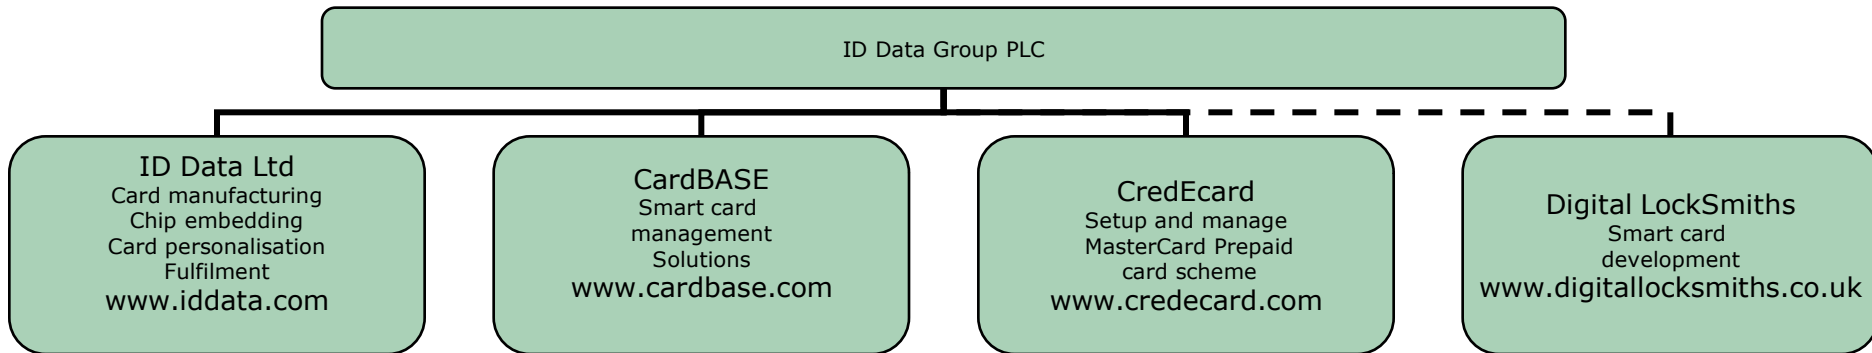 ID Data Group PLC
ID Data Ltd
Card manufacturing
Chip embedding
Card personalisation
Fulfilment
www.iddata.com
CardBASE
Smart card
management
Solutions
www.cardbase.com
CredEcard
Setup and manage
MasterCard Prepaid
card scheme
www.credecard.com
Digital LockSmiths
Smart card
development
www.digitallocksmiths.co.uk